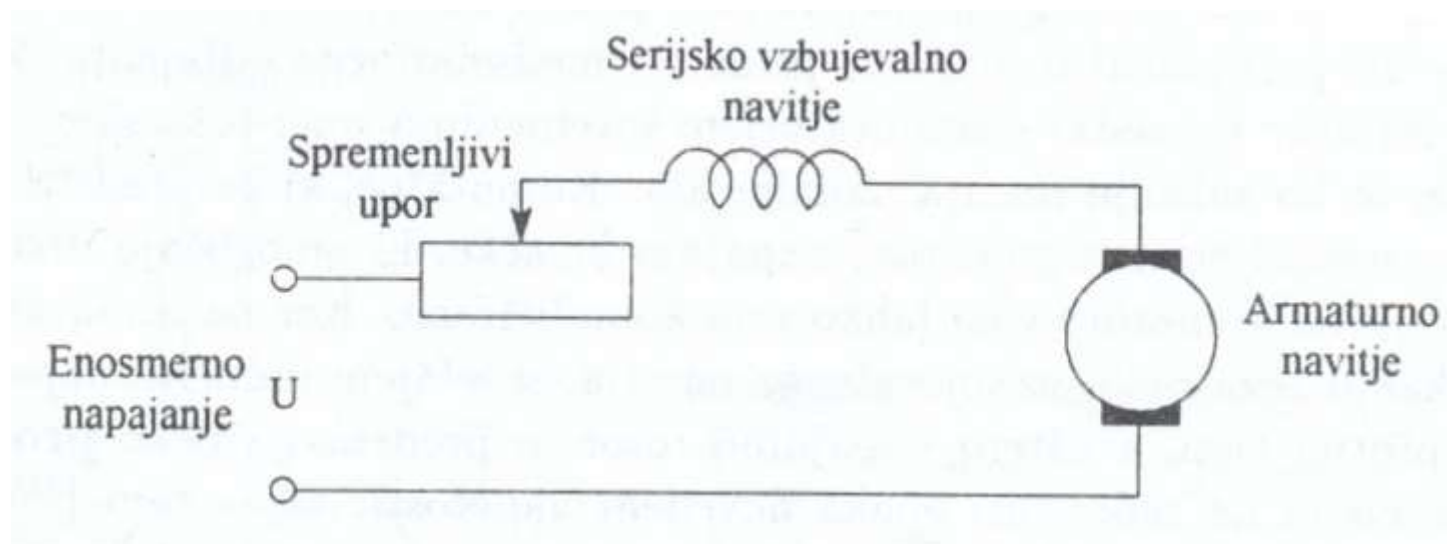 Serijsko vzbujevalno
navitje
Spremenljivi
upor
Armaturno
navitje
Enosmerno
napajanje
U